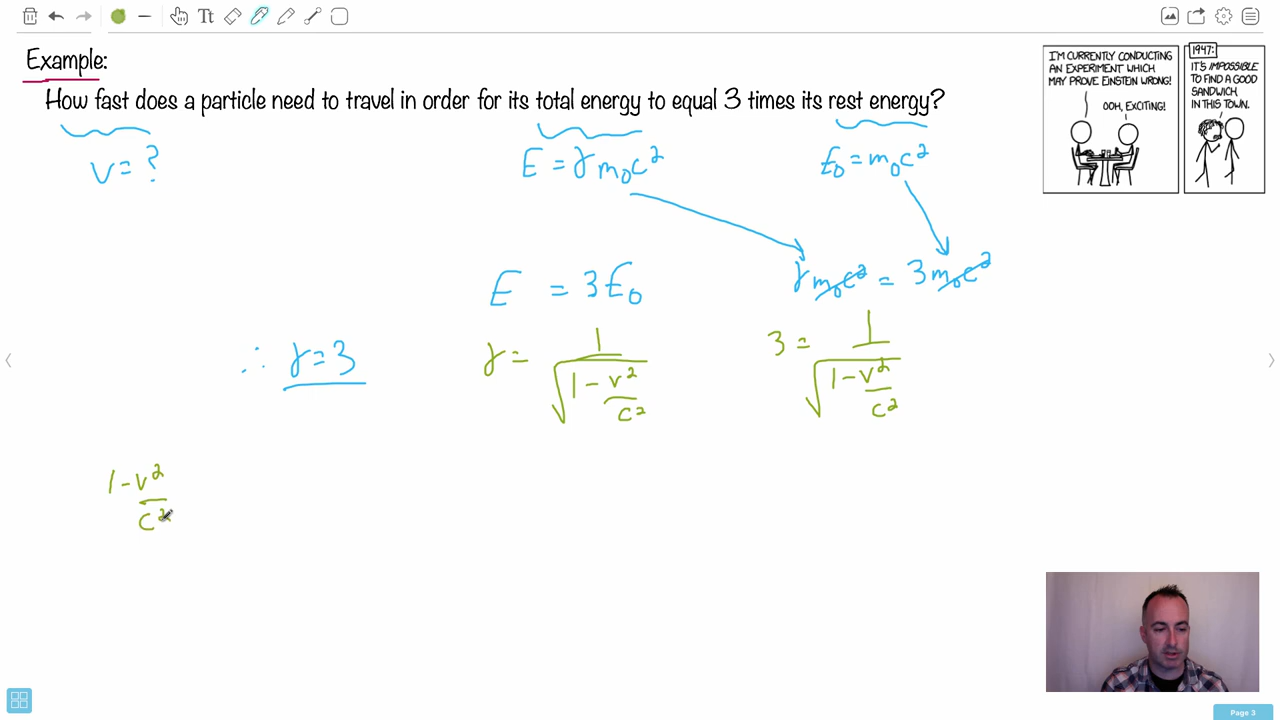 Example:
How fast does a particle need to travel in order for its total energy to equal 3 times its rest energy?
v = ?
E = γm₀c²
E₀ = m₀c²
E = 3E₀
γm₀c² = 3m₀c²
∴ γ = 3
γ = 1/√(1 - v²/c²)
3 = 1/√(1 - v²/c²)
1 - v²/c²
I'M CURRENTLY CONDUCTING
AN EXPERIMENT WHICH
MAY PROVE EINSTEIN WRONG!
OOH, EXCITING!
1947:
IT'S IMPOSSIBLE
TO FIND A GOOD
SANDWICH
IN THIS TOWN.
Tt
Page 3